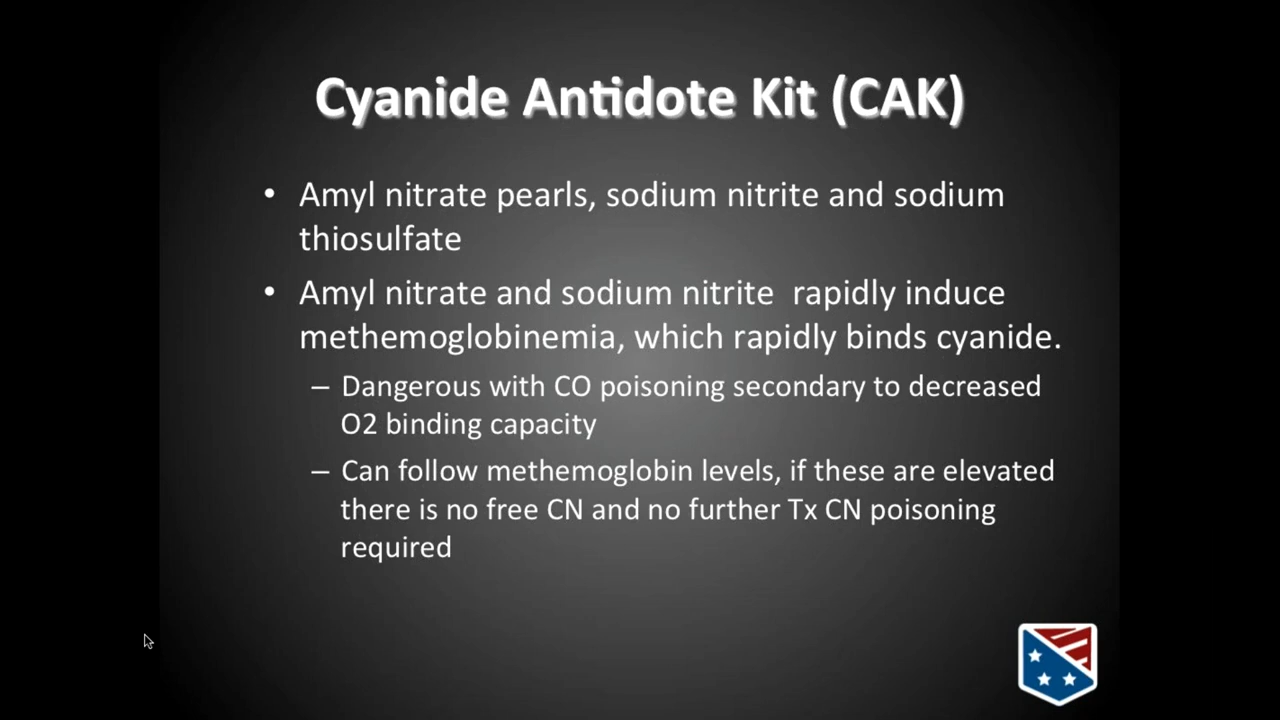 Cyanide Antidote Kit (CAK)
• Amyl nitrate pearls, sodium nitrite and sodium
thiosulfate
• Amyl nitrate and sodium nitrite  rapidly induce
methemoglobinemia, which rapidly binds cyanide.
– Dangerous with CO poisoning secondary to decreased
O2 binding capacity
– Can follow methemoglobin levels, if these are elevated
there is no free CN and no further Tx CN poisoning
required